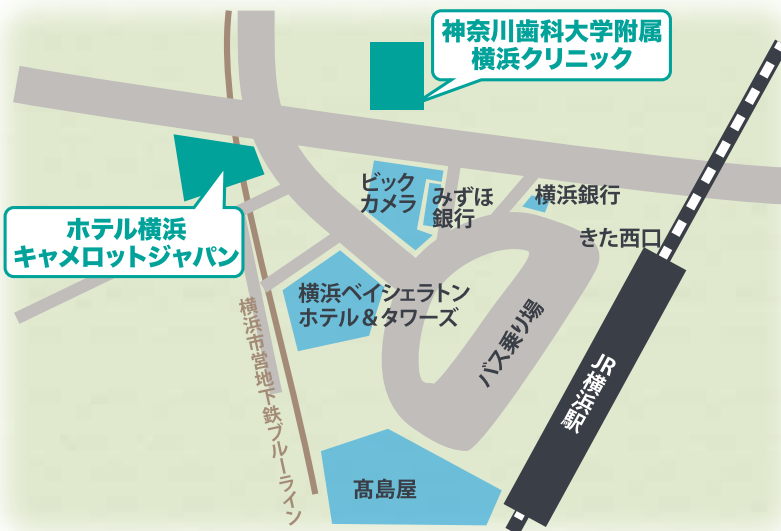 神奈川歯科大学附属
横浜クリニック
ビック
カメラ
みずほ
銀行
横浜銀行
きた西口
ホテル横浜
キャメロットジャパン
横浜ベイシェラトン
ホテル＆タワーズ
バス乗り場
JR横浜駅
横浜市営地下鉄ブルーライン
髙島屋